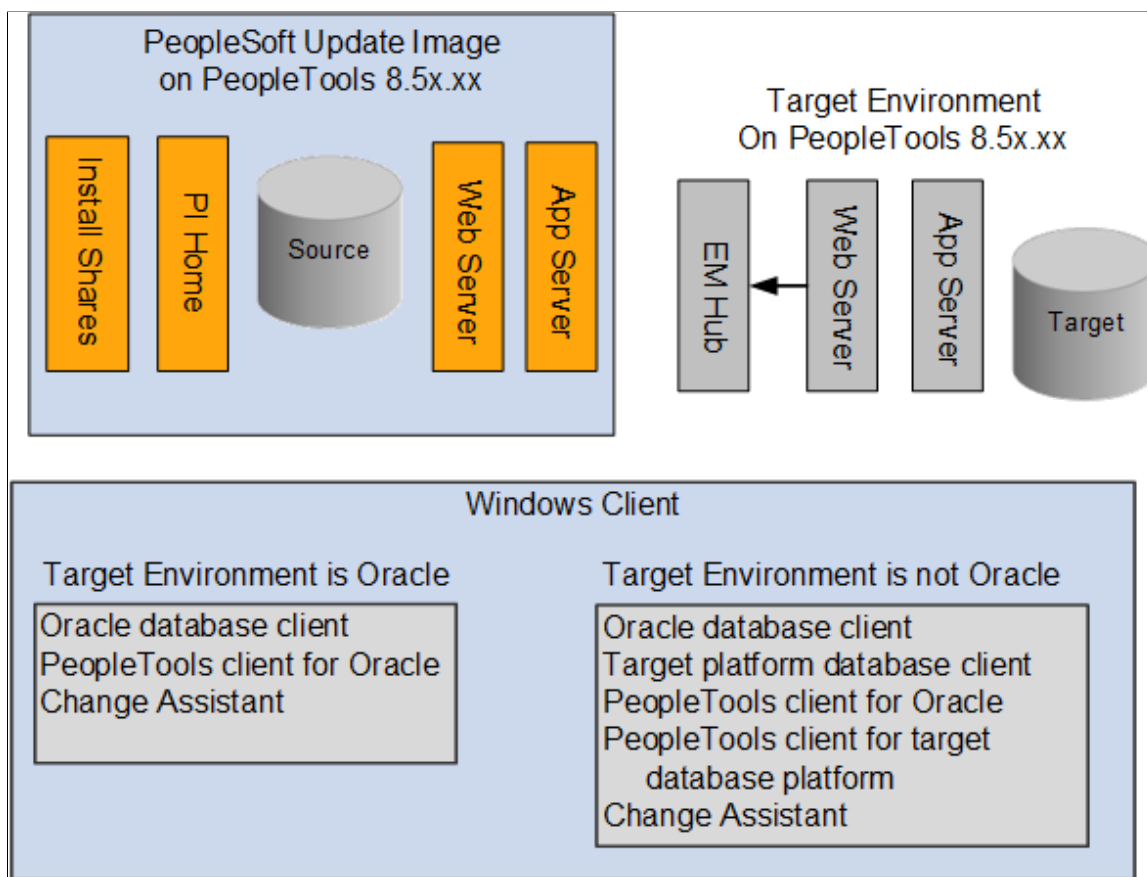 PeopleSoft Update Image
on PeopleTools 8.5x.xx
Install Shares
PI Home
Source
Web Server
App Server
Target Environment
On PeopleTools 8.5x.xx
EM Hub
Web Server
App Server
Target
Windows Client
Target Environment is Oracle
Oracle database client
PeopleTools client for Oracle
Change Assistant
Target Environment is not Oracle
Oracle database client
Target platform database client
PeopleTools client for Oracle
PeopleTools client for target
database platform
Change Assistant